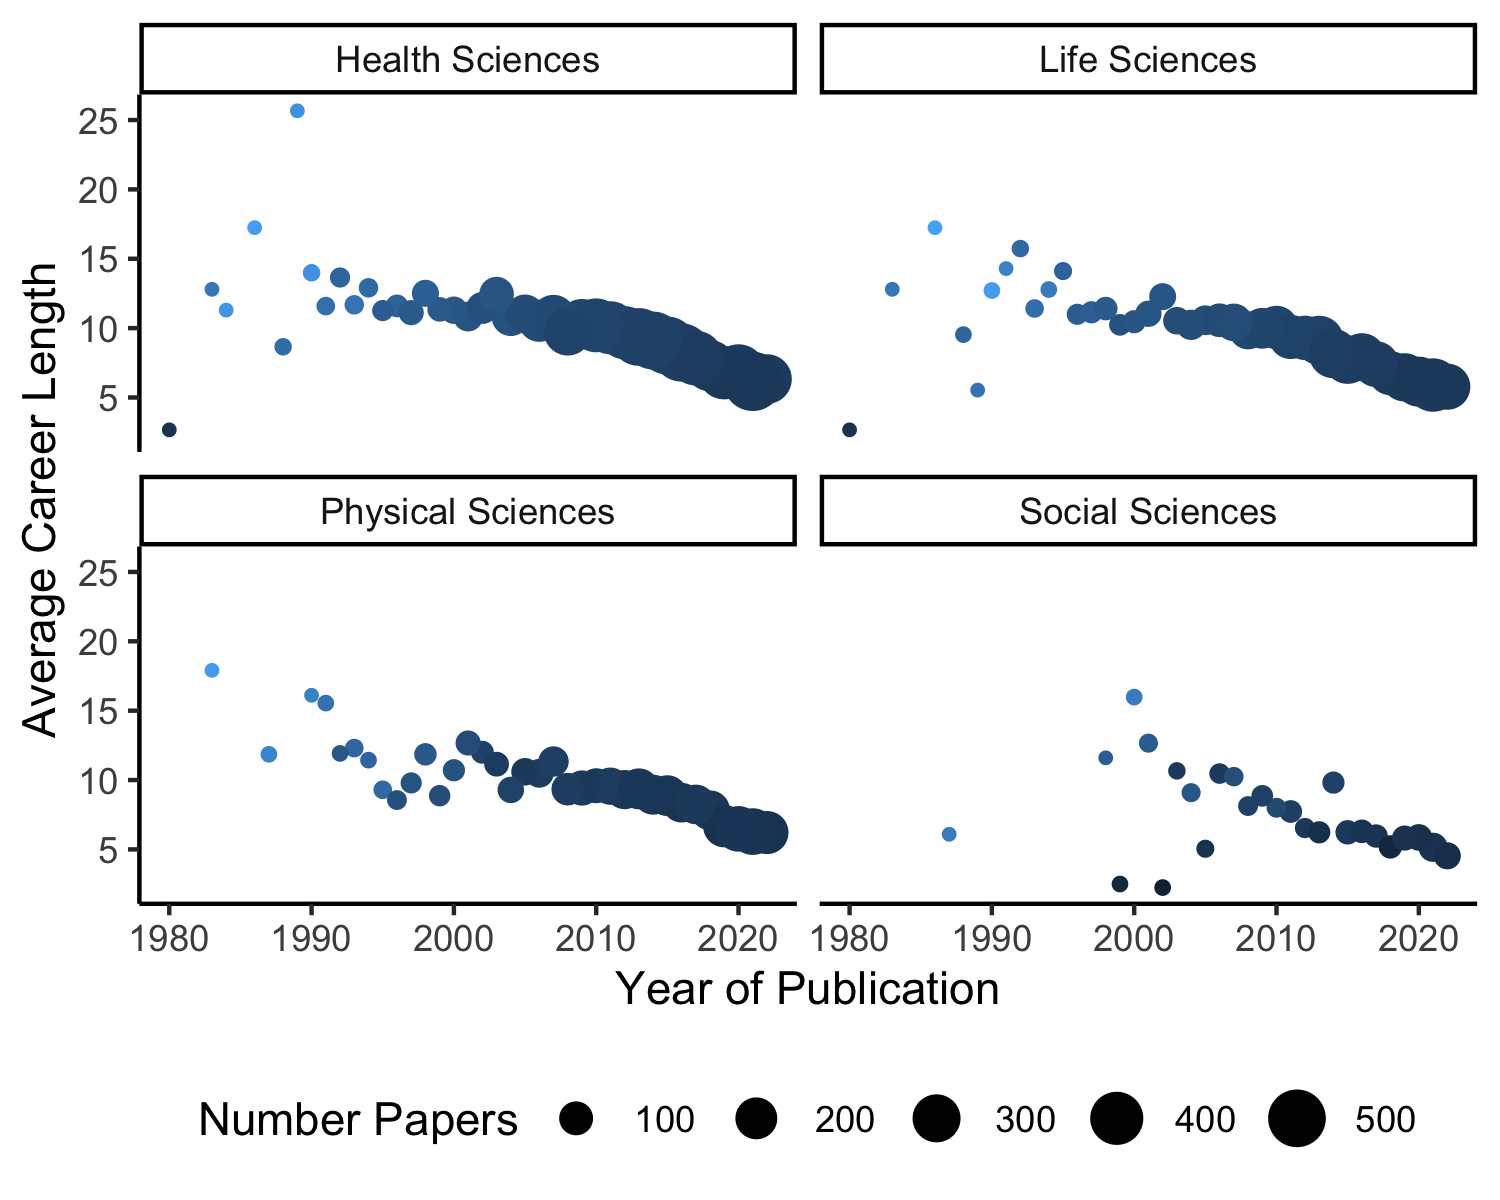 Health Sciences
Life Sciences
25
20
15
10
5
Physical Sciences
Social Sciences
25
20
15
10
5
Average Career Length
1980 1990 2000 2010 2020 1980 1990 2000 2010 2020
Year of Publication
Number Papers 100 200 300 400 500